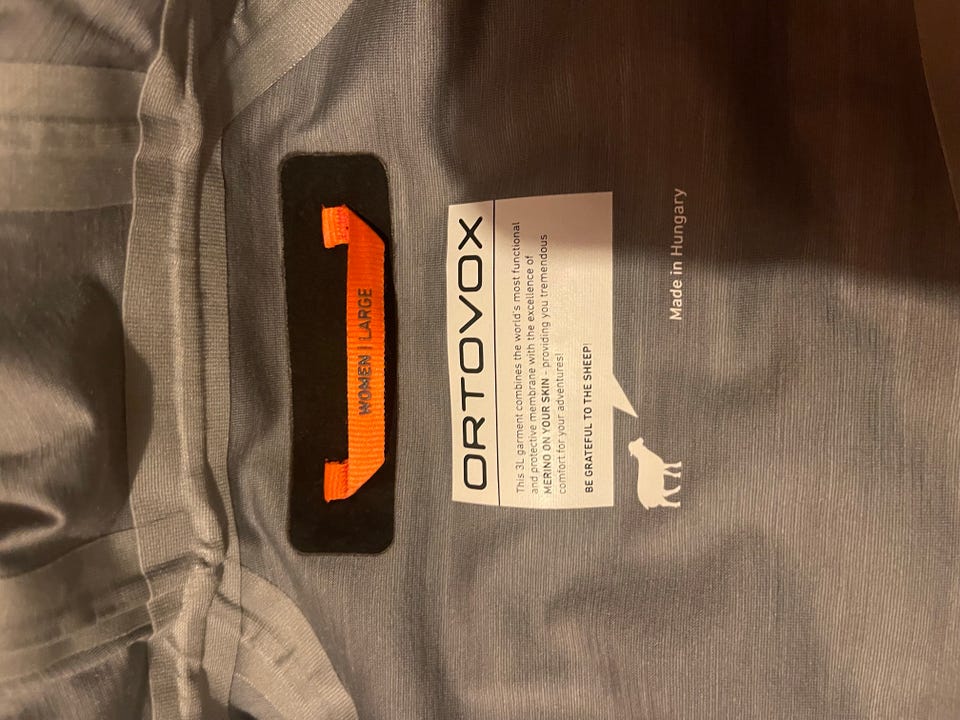 WOMEN | LARGE
ORTOVOX
This 3L garment combines the world's most functional
and protective membrane with the excellence of
MERINO ON YOUR SKIN - providing you tremendous
comfort for your adventures!
BE GRATEFUL TO THE SHEEP!
Made in Hungary